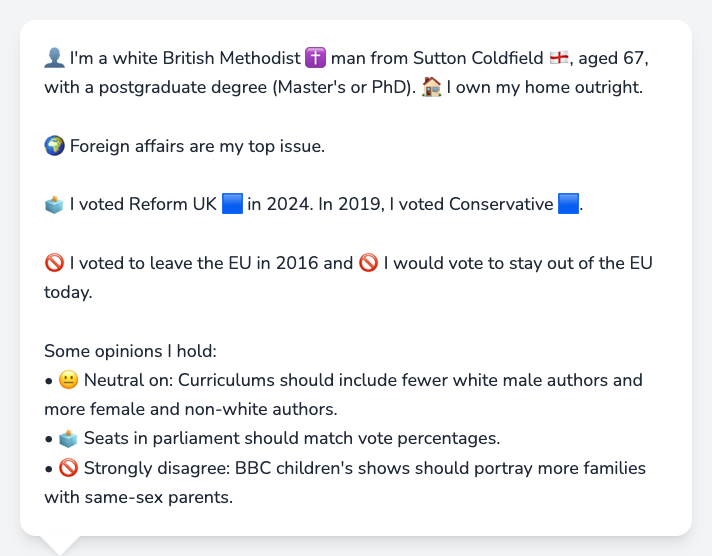 👤 I'm a white British Methodist ✝️ man from Sutton Coldfield 🏴󠁧󠁢󠁥󠁮󠁧󠁿, aged 67,
with a postgraduate degree (Master's or PhD). 🏠 I own my home outright.
🌍 Foreign affairs are my top issue.
🗳️ I voted Reform UK 🟦 in 2024. In 2019, I voted Conservative 🟦.
🚫 I voted to leave the EU in 2016 and 🚫 I would vote to stay out of the EU
today.
Some opinions I hold:
• 😐 Neutral on: Curriculums should include fewer white male authors and
more female and non-white authors.
• 🗳️ Seats in parliament should match vote percentages.
• 🚫 Strongly disagree: BBC children's shows should portray more families
with same-sex parents.